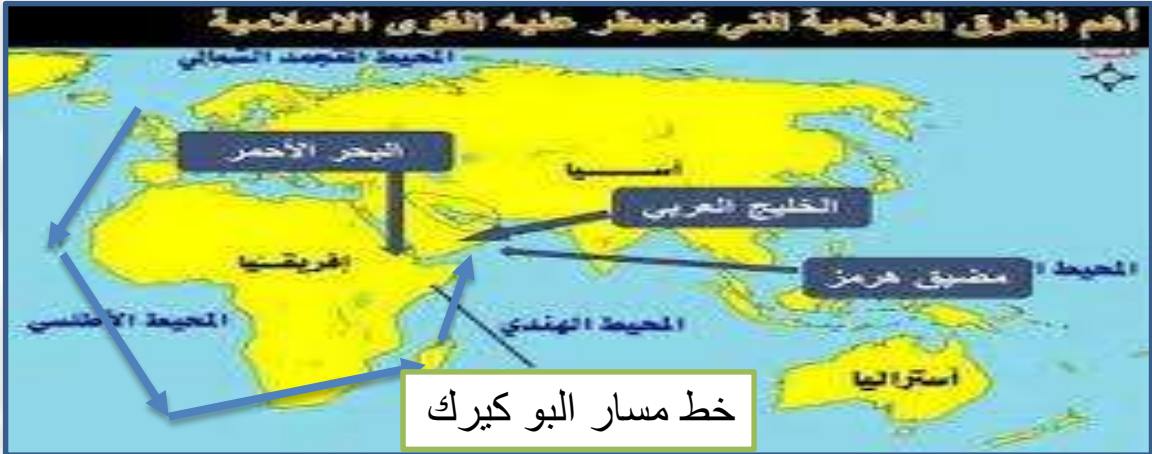 أهم الطرق الملاحية التي تسيطر عليه القوى الاسلامية
المحيط المتجمد الشمالي
البحر الأحمر
آسيا
الخليج العربي
إفريقيا
مضيق هرمز
المحيط ا
المحيط الأطلسي
المحيط الهندي
أستراليا
خط مسار البو كيرك